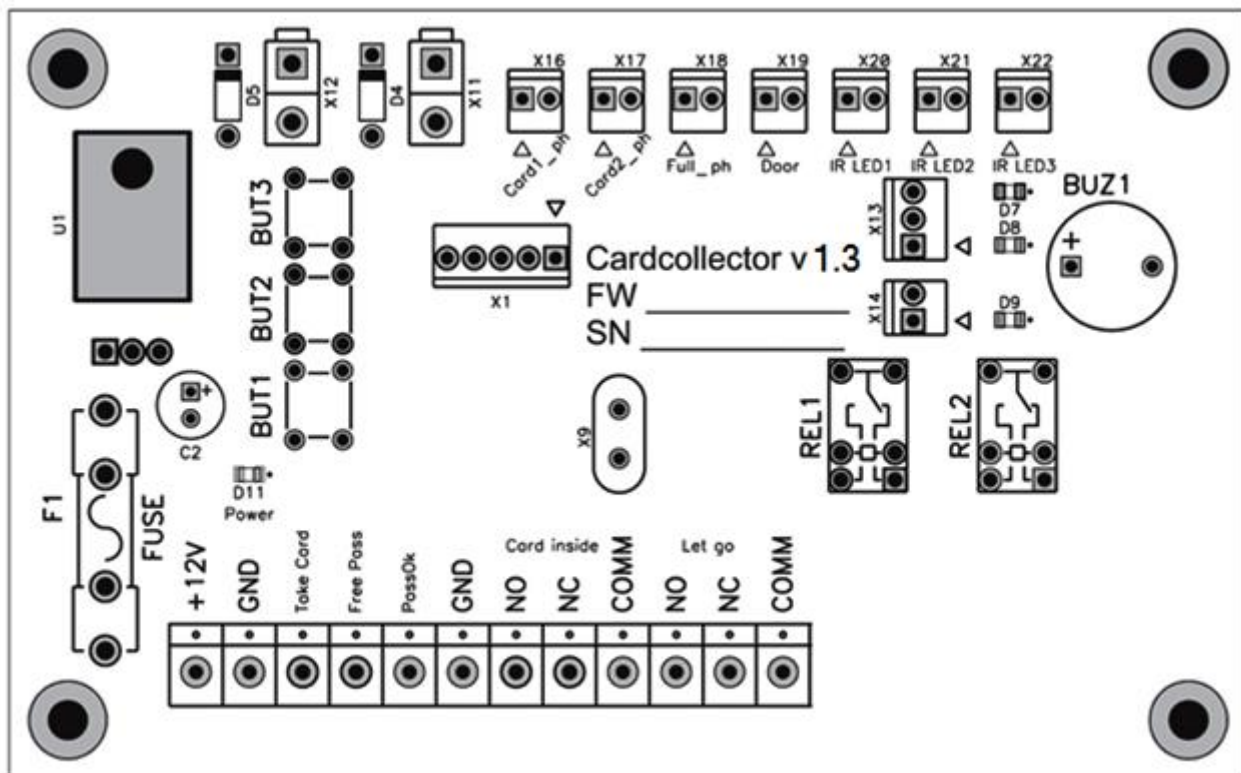 X16 X17 X18 X19 X20 X21 X22
D5 X12 D4 X11
Card1_ph Card2_ph Full_ph Door IR LED1 IR LED2 IR LED3
U1
BUT3
X13
D7
BUZ1
D8
+
Cardcollector v 1.3
X1
BUT2
FW
X14
D9
SN
BUT1
+
C2
X9
REL1
REL2
D11
Power
F1
FUSE
Card inside Let go
+12V GND Take Card Free Pass PassOk GND NO NC COMM NO NC COMM